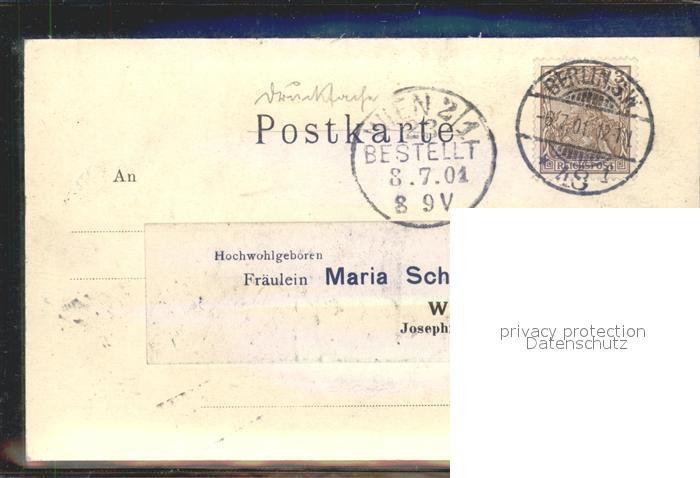 Drucksache
Postkarte
An
WIEN 2/1
BESTELLT
8.7.01
8 9V
BERLIN.S.W.
REICHSPOST
Hochwohlgeboren
Fräulein Maria Sch
W
Joseph
privacy protection
Datenschutz